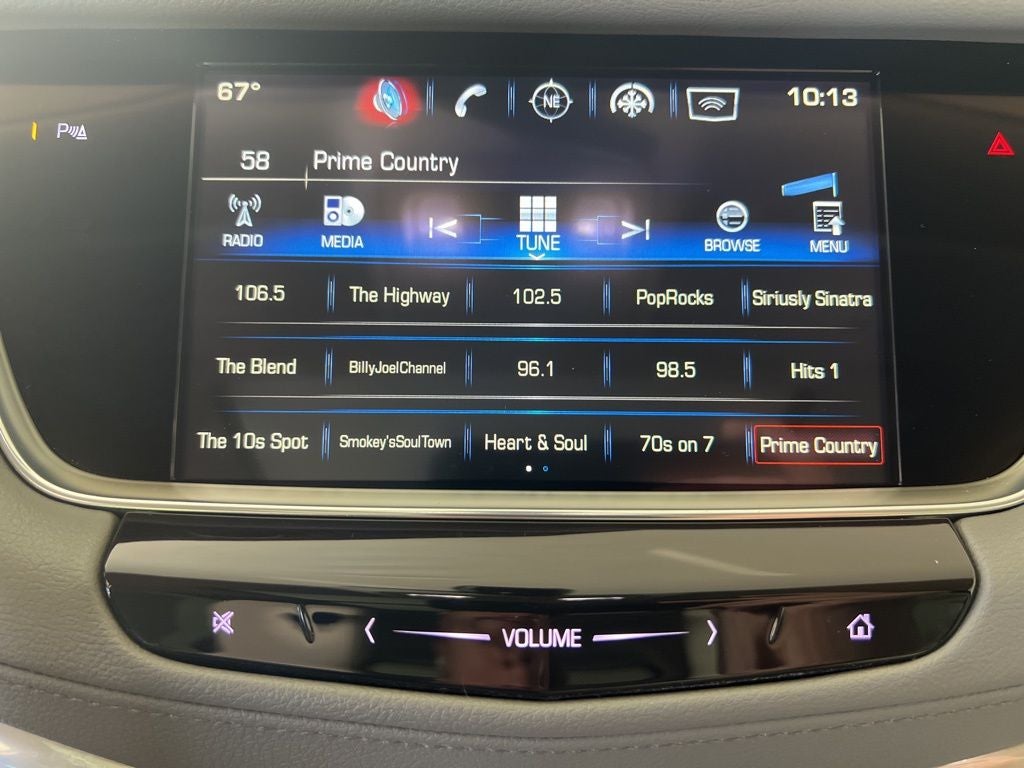 67° NE 10:13
P
58 Prime Country
RADIO MEDIA TUNE BROWSE MENU
106.5 The Highway 102.5 PopRocks Siriusly Sinatra
The Blend BillyJoelChannel 96.1 98.5 Hits 1
The 10s Spot Smokey'sSoulTown Heart & Soul 70s on 7 Prime Country
VOLUME